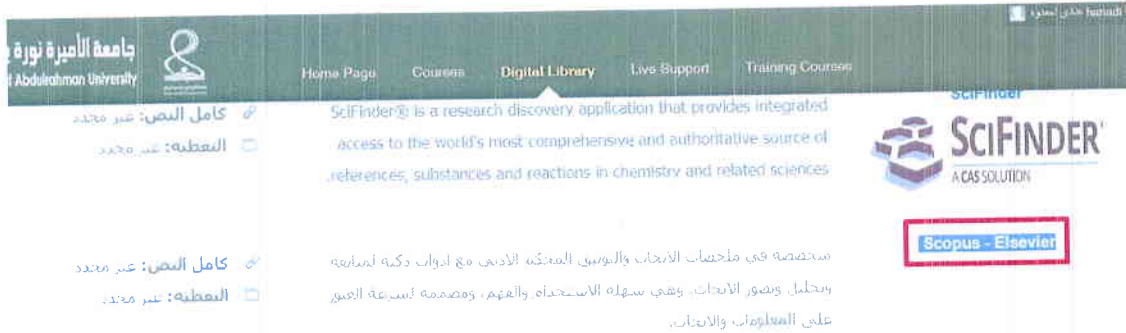 hunadi
جامعة الأميرة نورة
Abdulrahman University
Home Page
Courses
Digital Library
Live Support
Training Courses
SciFinder
SciFinder® is a research discovery application that provides integrated
access to the world's most comprehensive and authoritative source of
references, substances and reactions in chemistry and related sciences.
كامل النص: غير محدد
التغطية: غير محدد
SCIFINDER
A CAS SOLUTION
Scopus - Elsevier
متخصصة في ملخصات الأبحاث والتوثيق المحكمة الأدبي مع أدوات ذكية لمتابعة
وتحليل وتصور الأبحاث. وهي سهلة الاستخدام والفهم، ومصممة لسرعة العثور
على المعلومات والأبحاث.
كامل النص: غير محدد
التغطية: غير محدد